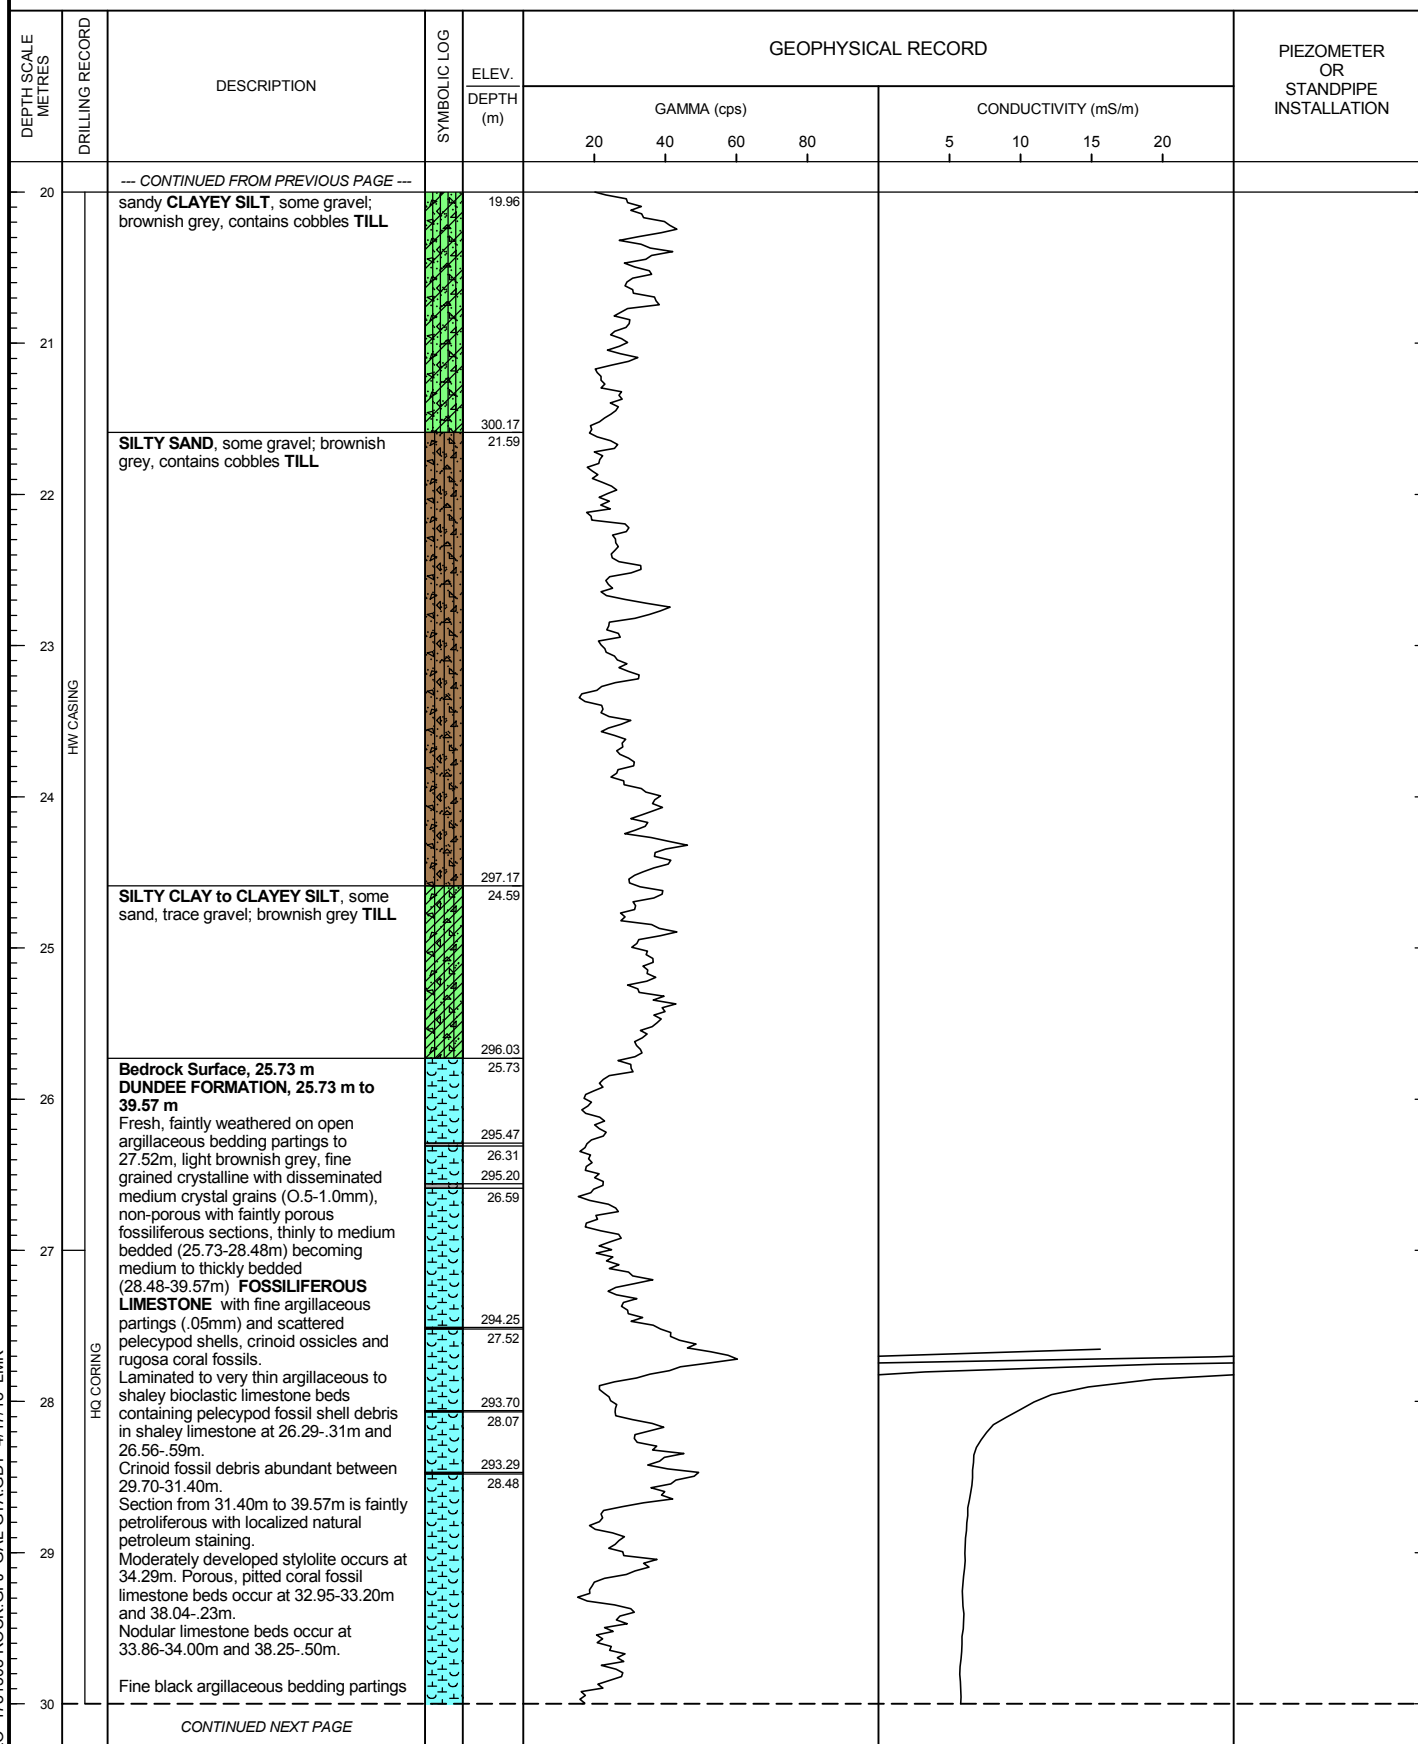 DEPTH SCALE
METRES
DRILLING RECORD
DESCRIPTION
SYMBOLIC LOG
ELEV.
DEPTH
(m)
GEOPHYSICAL RECORD
GAMMA (cps)
20 40 60 80
CONDUCTIVITY (mS/m)
5 10 15 20
PIEZOMETER
OR
STANDPIPE
INSTALLATION
--- CONTINUED FROM PREVIOUS PAGE ---
20
sandy CLAYEY SILT, some gravel;
brownish grey, contains cobbles TILL
19.96
21
300.17
SILTY SAND, some gravel; brownish
grey, contains cobbles TILL
21.59
22
23
HW CASING
24
297.17
SILTY CLAY to CLAYEY SILT, some
sand, trace gravel; brownish grey TILL
24.59
25
296.03
Bedrock Surface, 25.73 m
25.73
DUNDEE FORMATION, 25.73 m to
39.57 m
26
Fresh, faintly weathered on open
argillaceous bedding partings to
295.47
27.52m, light brownish grey, fine
26.31
grained crystalline with disseminated
295.20
medium crystal grains (O.5-1.0mm),
26.59
non-porous with faintly porous
fossiliferous sections, thinly to medium
bedded (25.73-28.48m) becoming
27
medium to thickly bedded
(28.48-39.57m) FOSSILIFEROUS
LIMESTONE with fine argillaceous
partings (.05mm) and scattered
294.25
pelecypod shells, crinoid ossicles and
27.52
rugosa coral fossils.
HQ CORING
Laminated to very thin argillaceous to
shaley bioclastic limestone beds
28
containing pelecypod fossil shell debris
293.70
in shaley limestone at 26.29-.31m and
28.07
26.56-.59m.
Crinoid fossil debris abundant between
293.29
29.70-31.40m.
28.48
Section from 31.40m to 39.57m is faintly
petroliferous with localized natural
petroleum staining.
29
Moderately developed stylolite occurs at
34.29m. Porous, pitted coral fossil
limestone beds occur at 32.95-33.20m
and 38.04-.23m.
Nodular limestone beds occur at
33.86-34.00m and 38.25-.50m.
Fine black argillaceous bedding partings
30
CONTINUED NEXT PAGE